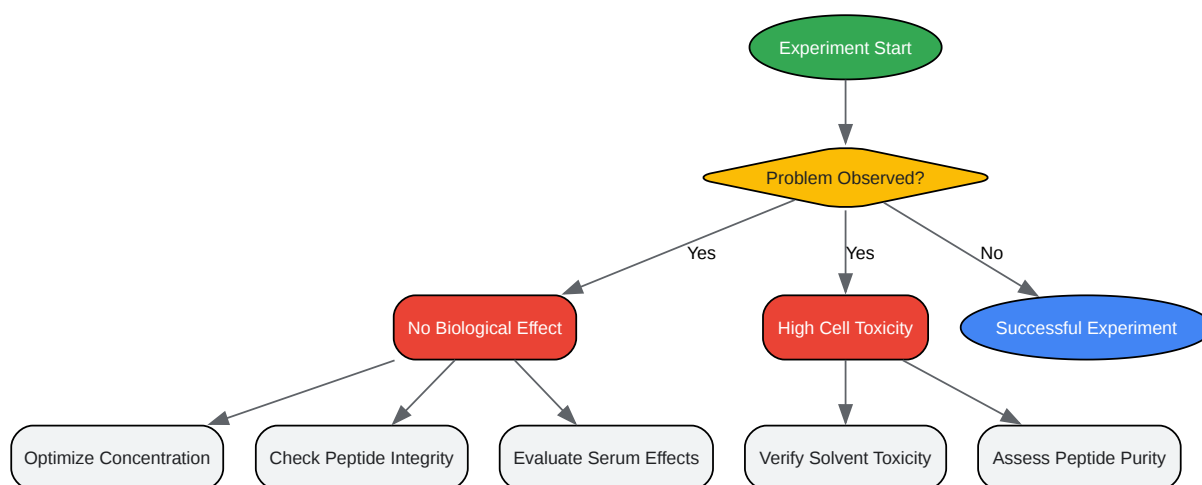 Experiment Start
Problem Observed?
Yes
Yes
No
No Biological Effect
High Cell Toxicity
Successful Experiment
Optimize Concentration
Check Peptide Integrity
Evaluate Serum Effects
Verify Solvent Toxicity
Assess Peptide Purity